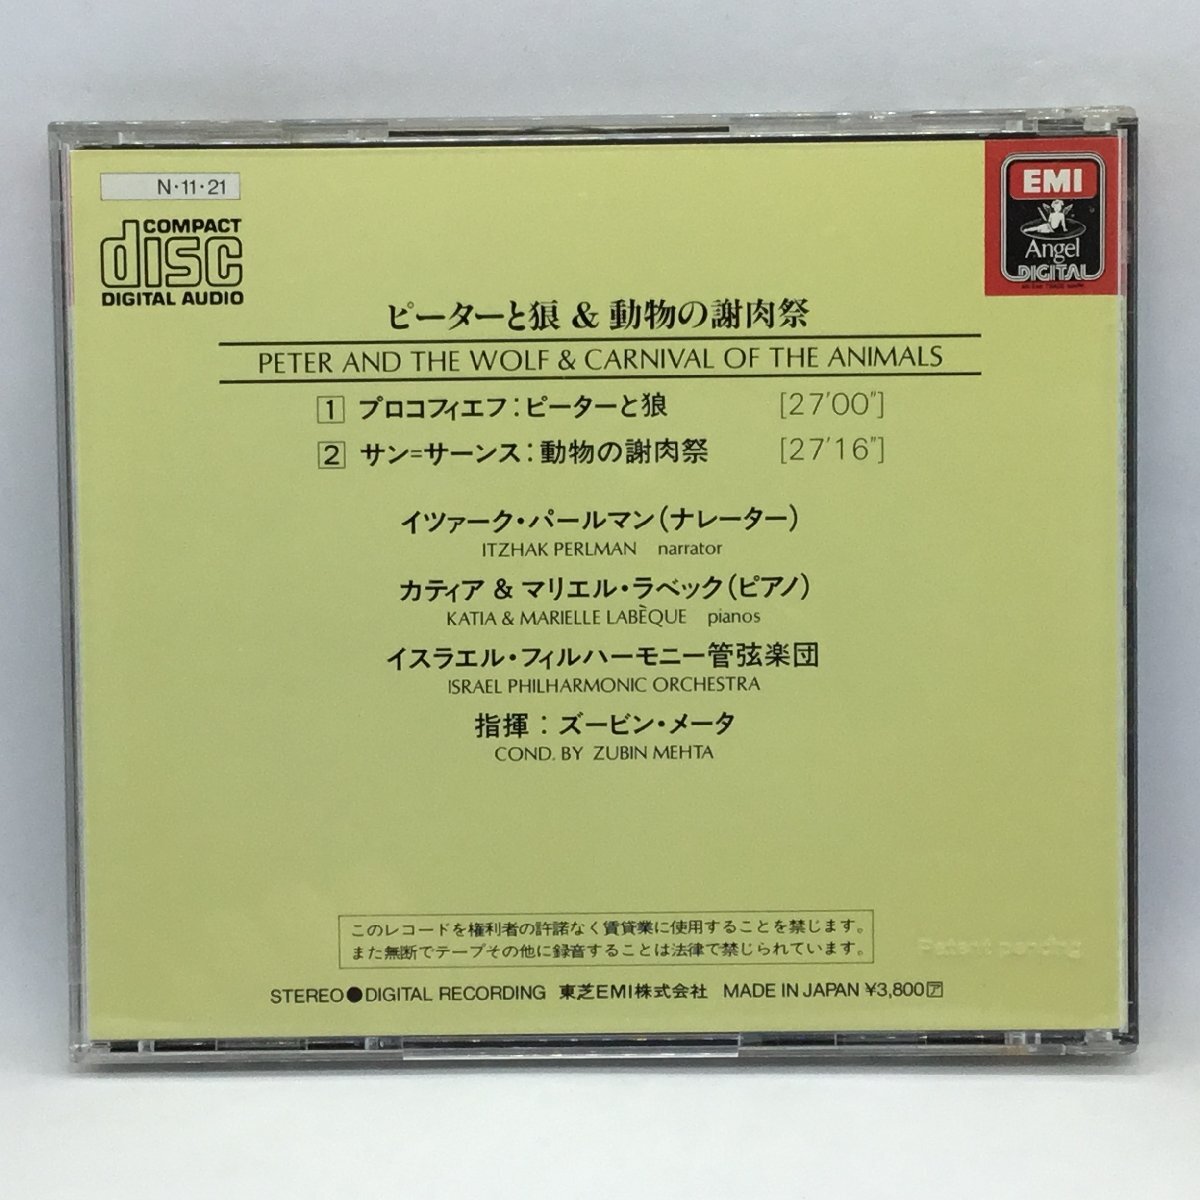 N・11・21
COMPACT
disc
DIGITAL AUDIO
EMI
Angel
DIGITAL
ピーターと狼 & 動物の謝肉祭
PETER AND THE WOLF & CARNIVAL OF THE ANIMALS
1 プロコフィエフ：ピーターと狼 [27′00″]
2 サン=サーンス：動物の謝肉祭 [27′16″]
イツァーク・パールマン（ナレーター）
ITZHAK PERLMAN narrator
カティア & マリエル・ラベック（ピアノ）
KATIA & MARIELLE LABÈQUE pianos
イスラエル・フィルハーモニー管弦楽団
ISRAEL PHILHARMONIC ORCHESTRA
指揮：ズービン・メータ
COND. BY ZUBIN MEHTA
このレコードを権利者の許諾なく賃貸業に使用することを禁じます。
また無断でテープその他に録音することは法律で禁じられています。
Patent pending
STEREO●DIGITAL RECORDING 東芝EMI株式会社 MADE IN JAPAN ¥3,800ア